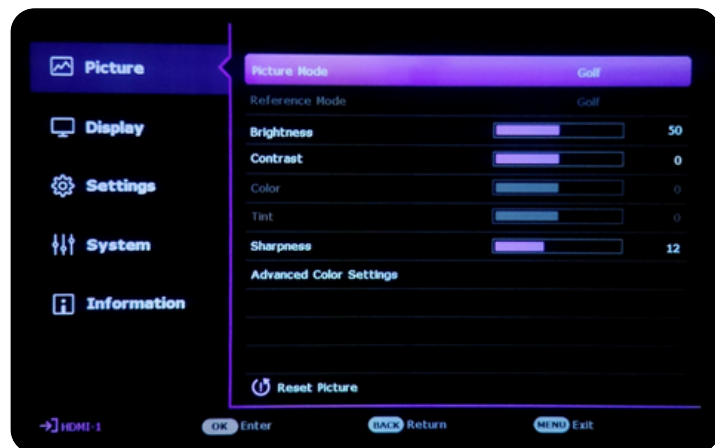 Picture
Display
Settings
System
Information
Picture Mode Golf
Reference Mode Golf
Brightness 50
Contrast 0
Color 0
Tint 0
Sharpness 12
Advanced Color Settings
Reset Picture
HDMI-1 OK Enter BACK Return MENU Exit